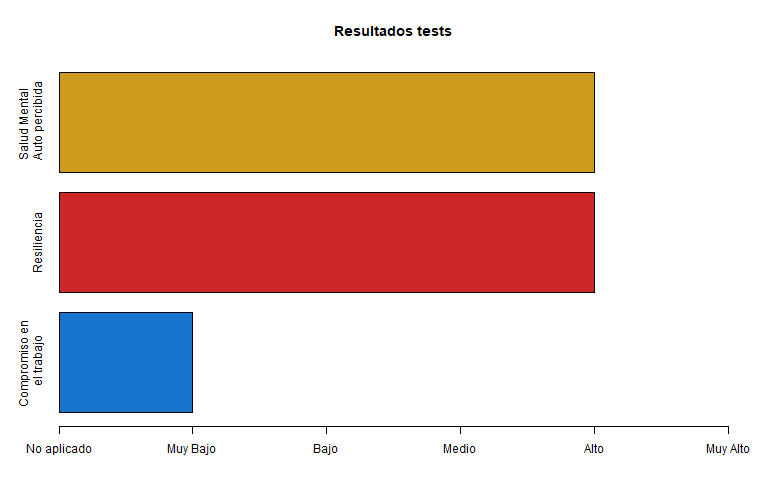 Resultados tests
Salud Mental
Auto percibida
Resiliencia
Compromiso en
el trabajo
No aplicado
Muy Bajo
Bajo
Medio
Alto
Muy Alto